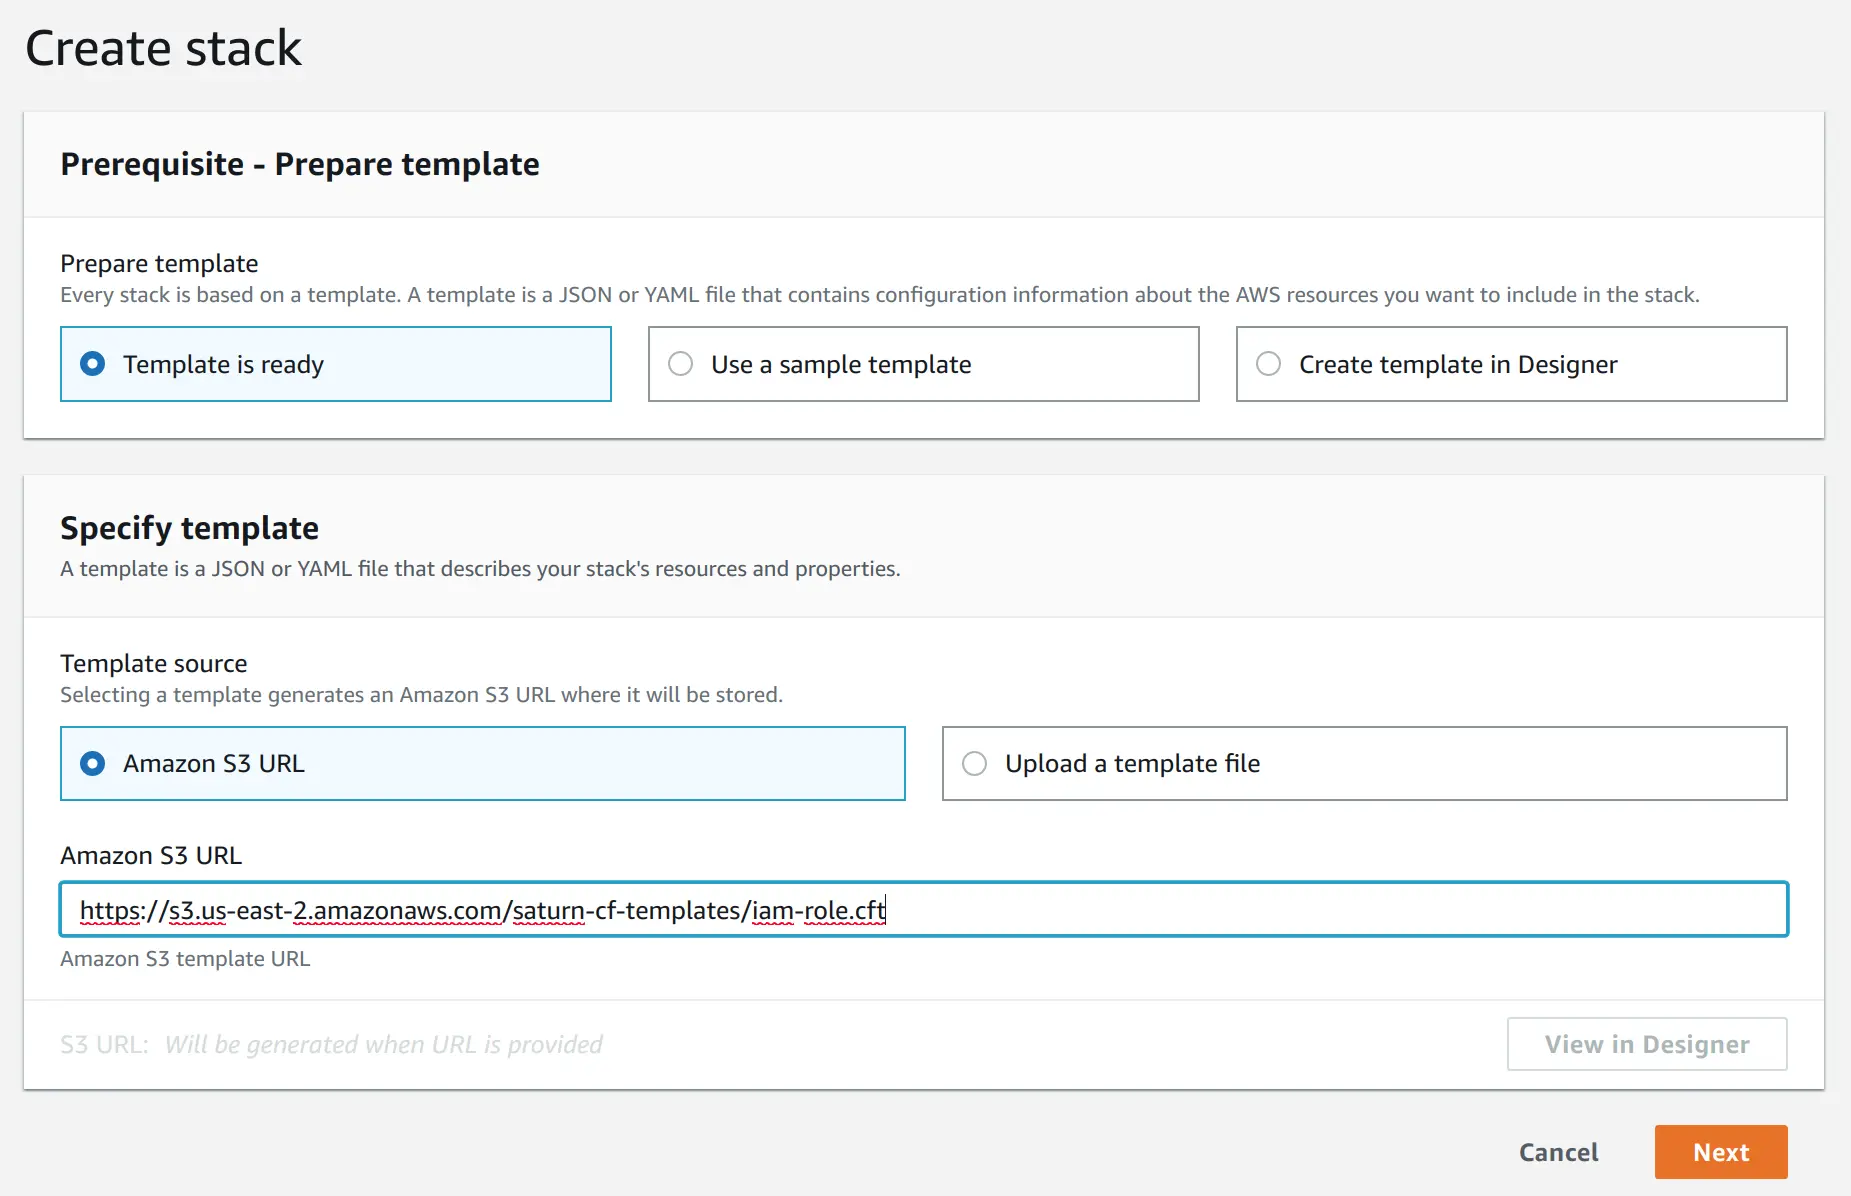 Create stack
Prerequisite - Prepare template
Prepare template
Every stack is based on a template. A template is a JSON or YAML file that contains configuration information about the AWS resources you want to include in the stack.
Template is ready
Use a sample template
Create template in Designer
Specify template
A template is a JSON or YAML file that describes your stack's resources and properties.
Template source
Selecting a template generates an Amazon S3 URL where it will be stored.
Amazon S3 URL
Upload a template file
Amazon S3 URL
https://s3.us-east-2.amazonaws.com/saturn-cf-templates/iam-role.cft
Amazon S3 template URL
S3 URL: Will be generated when URL is provided
View in Designer
Cancel
Next